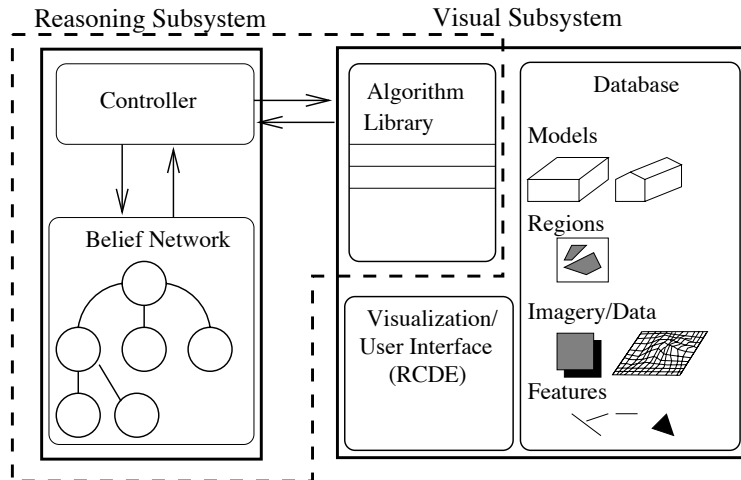 Reasoning Subsystem
Visual Subsystem
Controller
Belief Network
Algorithm
Library
Visualization/
User Interface
(RCDE)
Database
Models
Regions
Imagery/Data
Features